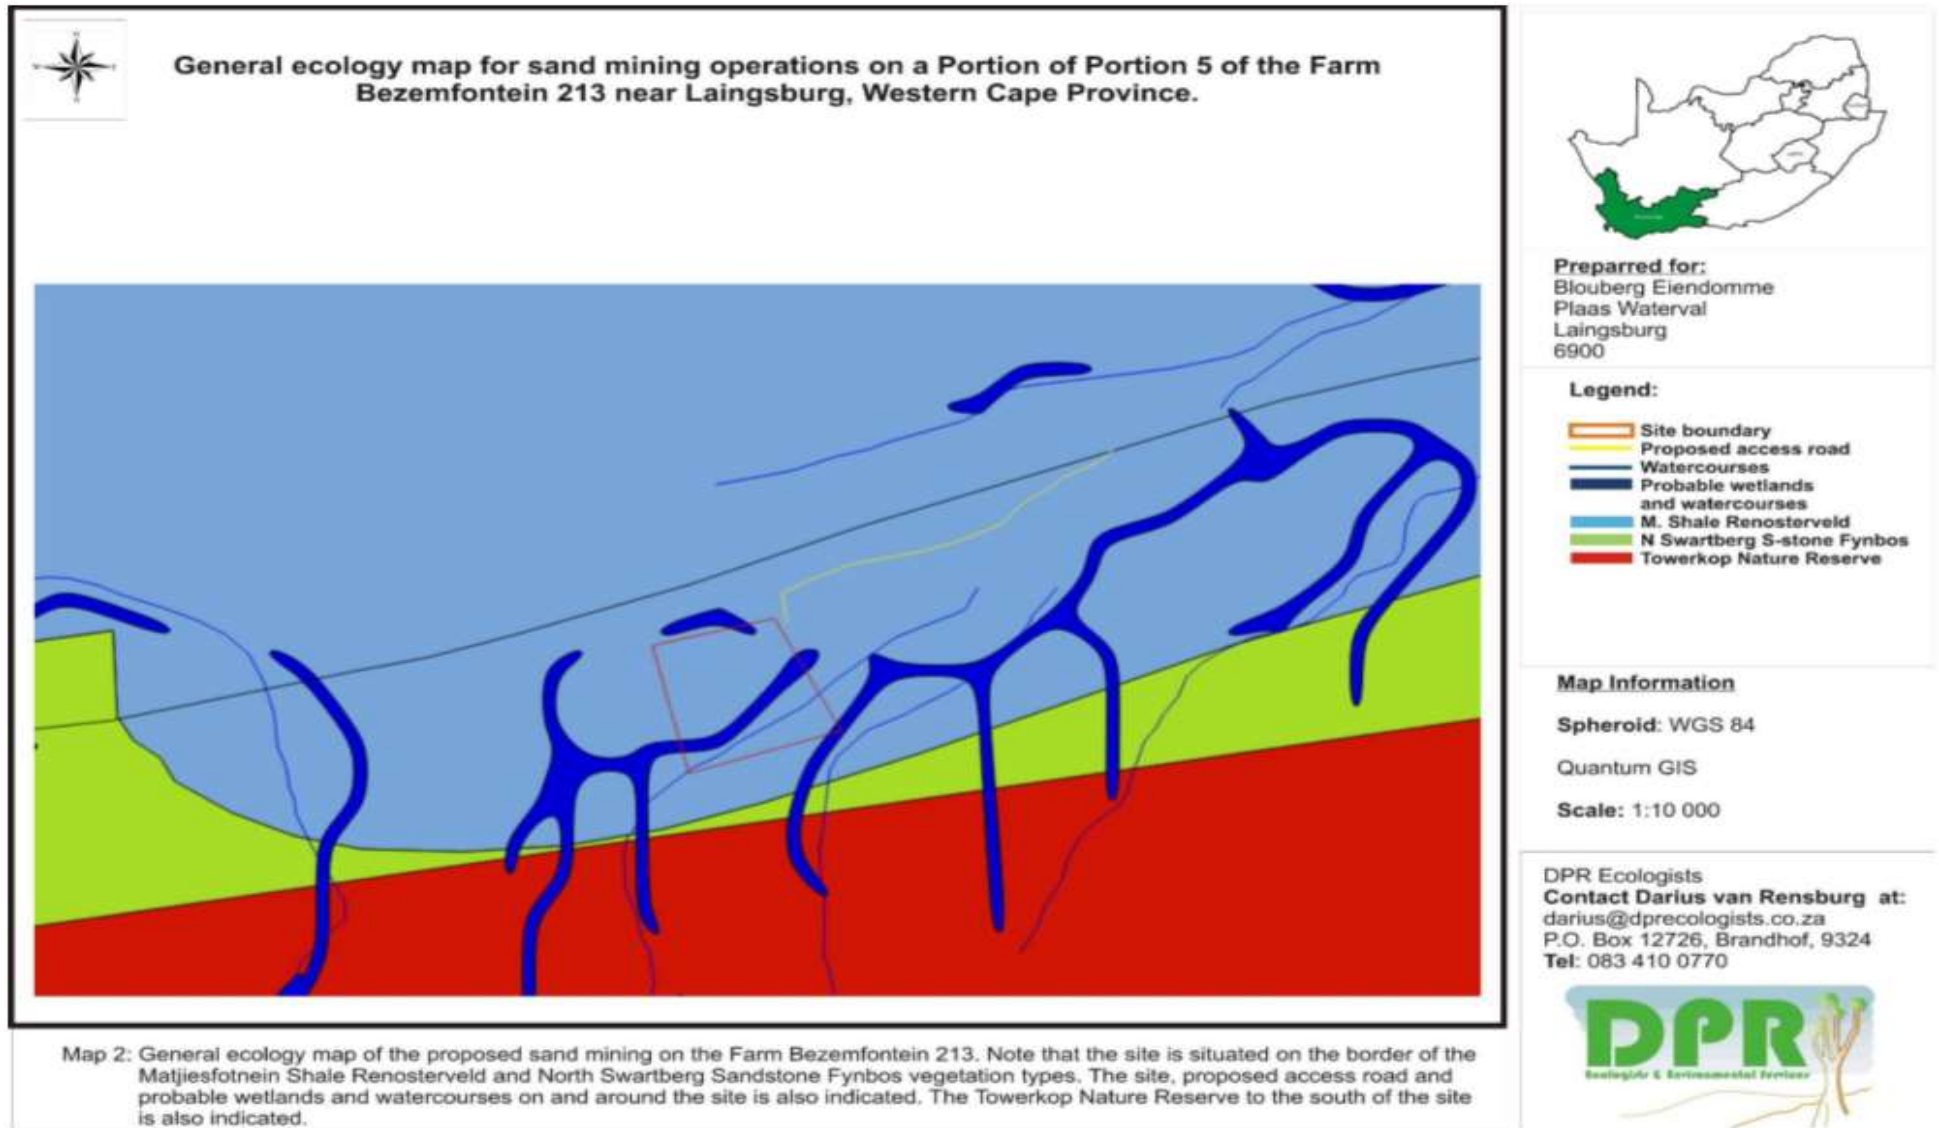 General ecology map for sand mining operations on a Portion of Portion 5 of the Farm
Bezemfontein 213 near Laingsburg, Western Cape Province.
Preparred for:
Blouberg Eiendomme
Plaas Waterval
Laingsburg
6900
Legend:
Site boundary
Proposed access road
Watercourses
Probable wetlands
and watercourses
M. Shale Renosterveld
N Swartberg S-stone Fynbos
Towerkop Nature Reserve
Map Information
Spheroid: WGS 84
Quantum GIS
Scale: 1:10 000
DPR Ecologists
Contact Darius van Rensburg at:
darius@dprecologists.co.za
P.O. Box 12726, Brandhof, 9324
Tel: 083 410 0770
DPR
Ecologists & Environmental Services
Map 2: General ecology map of the proposed sand mining on the Farm Bezemfontein 213. Note that the site is situated on the border of the
Matjiesfotnein Shale Renosterveld and North Swartberg Sandstone Fynbos vegetation types. The site, proposed access road and
probable wetlands and watercourses on and around the site is also indicated. The Towerkop Nature Reserve to the south of the site
is also indicated.